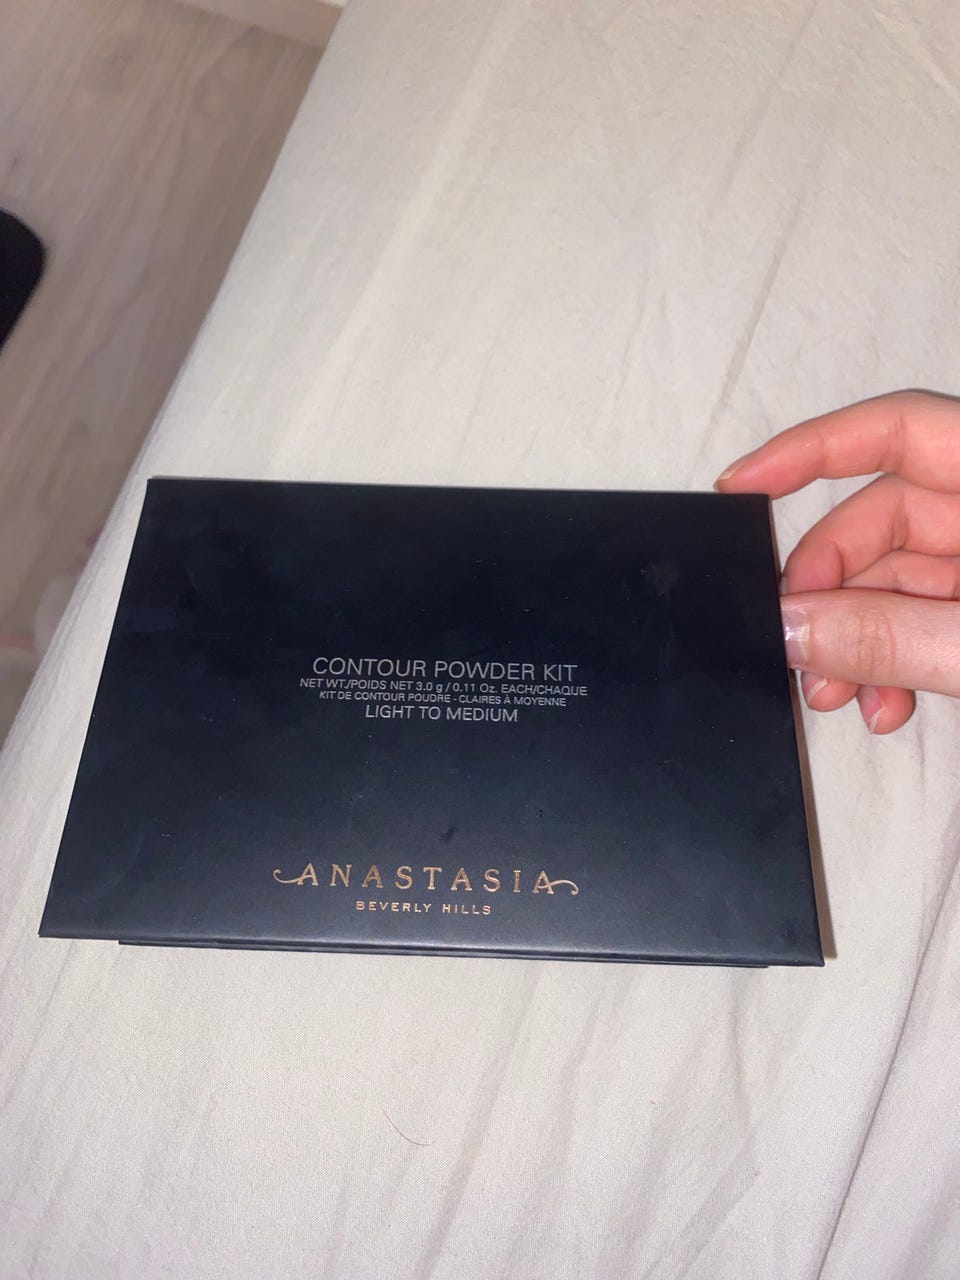 CONTOUR POWDER KIT
NET WT./POIDS NET 3.0 g / 0.11 Oz. EACH/CHAQUE
KIT DE CONTOUR POUDRE - CLAIRES À MOYENNE
LIGHT TO MEDIUM
ANASTASIA
BEVERLY HILLS